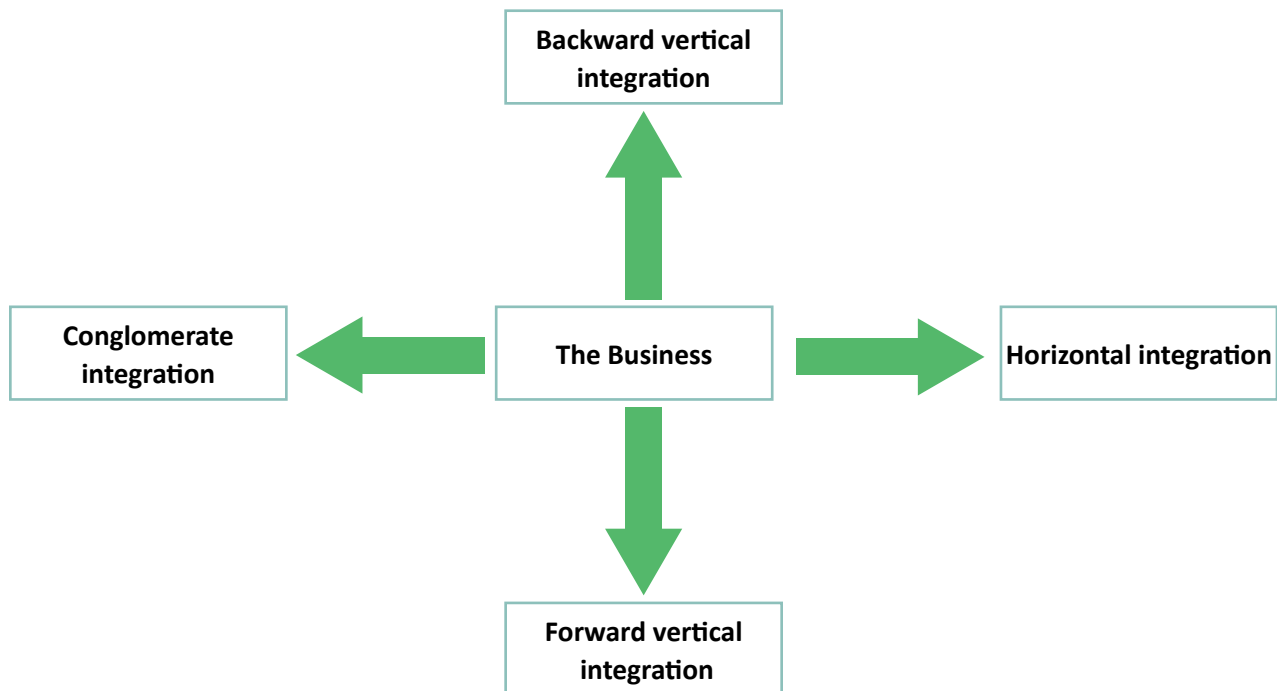 Backward vertical
integration
Conglomerate
integration
The Business
Horizontal integration
Forward vertical
integration